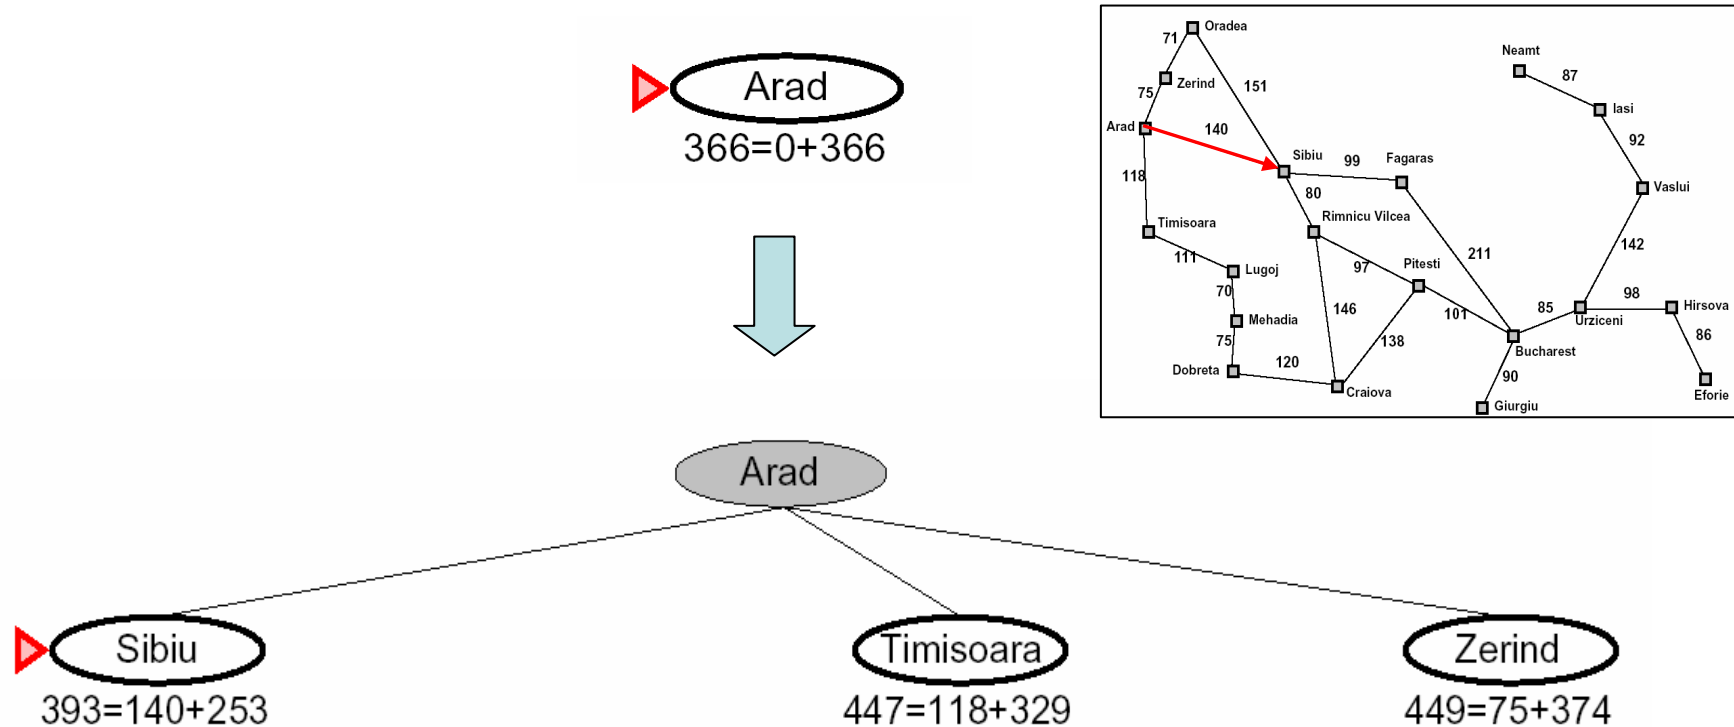 Arad
366=0+366
Oradea
71
Neamt
87
Zerind
151
75
Iasi
Arad
140
92
Sibiu
99
Fagaras
118
80
Vaslui
Rimnicu Vilcea
Timisoara
142
111
211
97
Pitesti
Lugoj
70
98
146
85
Hirsova
Mehadia
101
Urziceni
75
138
86
Bucharest
120
Dobreta
90
Craiova
Eforie
Giurgiu
Arad
Sibiu
Timisoara
Zerind
393=140+253
447=118+329
449=75+374